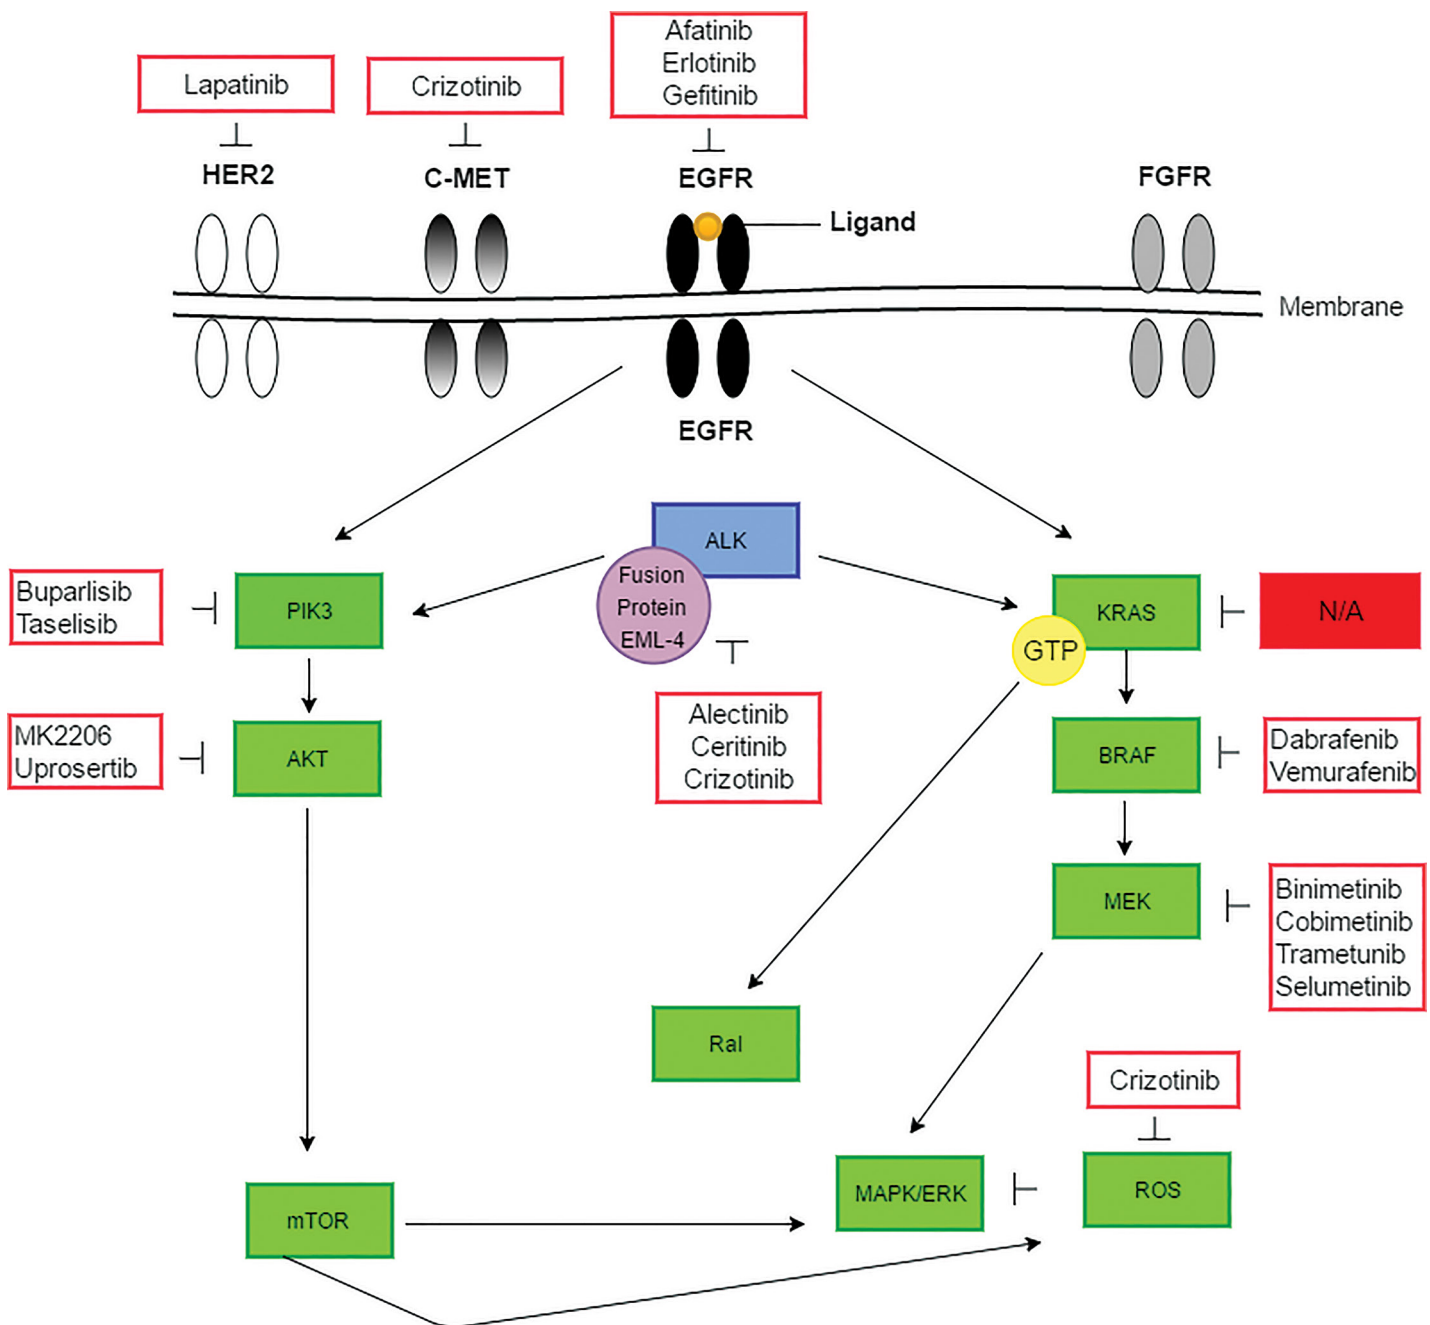 Afatinib
Erlotinib
Gefitinib
Lapatinib
Crizotinib
HER2
C-MET
EGFR
FGFR
Ligand
Membrane
EGFR
ALK
Fusion
Protein
EML-4
Buparlisib
Taselisib
PIK3
KRAS
N/A
GTP
Alectinib
Ceritinib
Crizotinib
MK2206
Uprosertib
AKT
BRAF
Dabrafenib
Vemurafenib
MEK
Binimetinib
Cobimetinib
Trametunib
Selumetinib
Ral
Crizotinib
MAPK/ERK
ROS
mTOR